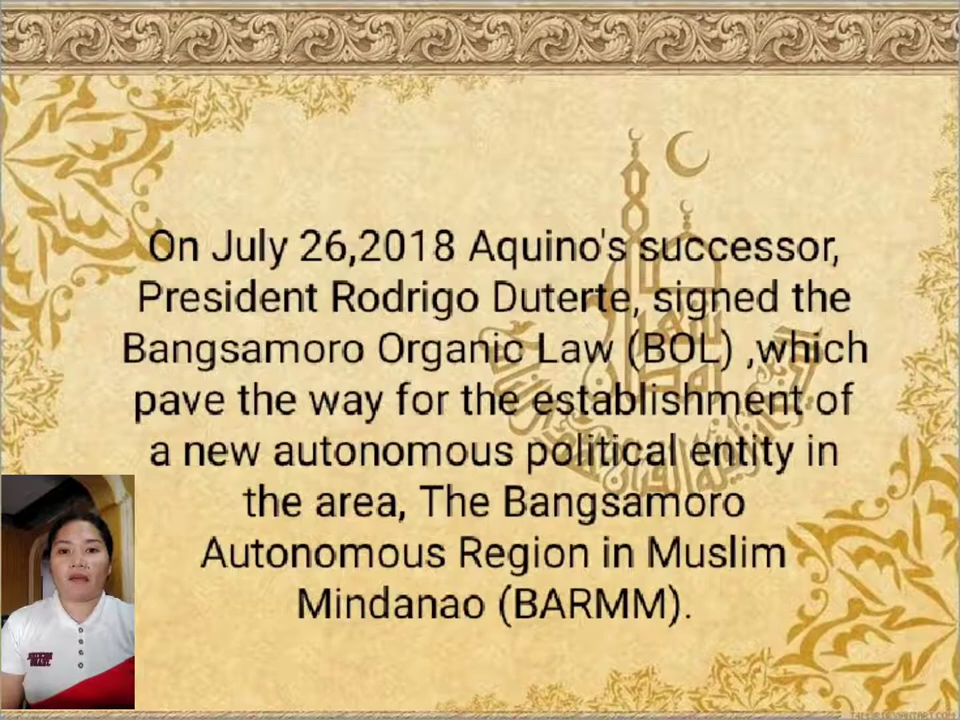 On July 26,2018 Aquino's successor,
President Rodrigo Duterte, signed the
Bangsamoro Organic Law (BOL) ,which
pave the way for the establishment of
a new autonomous political entity in
the area, The Bangsamoro
Autonomous Region in Muslim
Mindanao (BARMM).